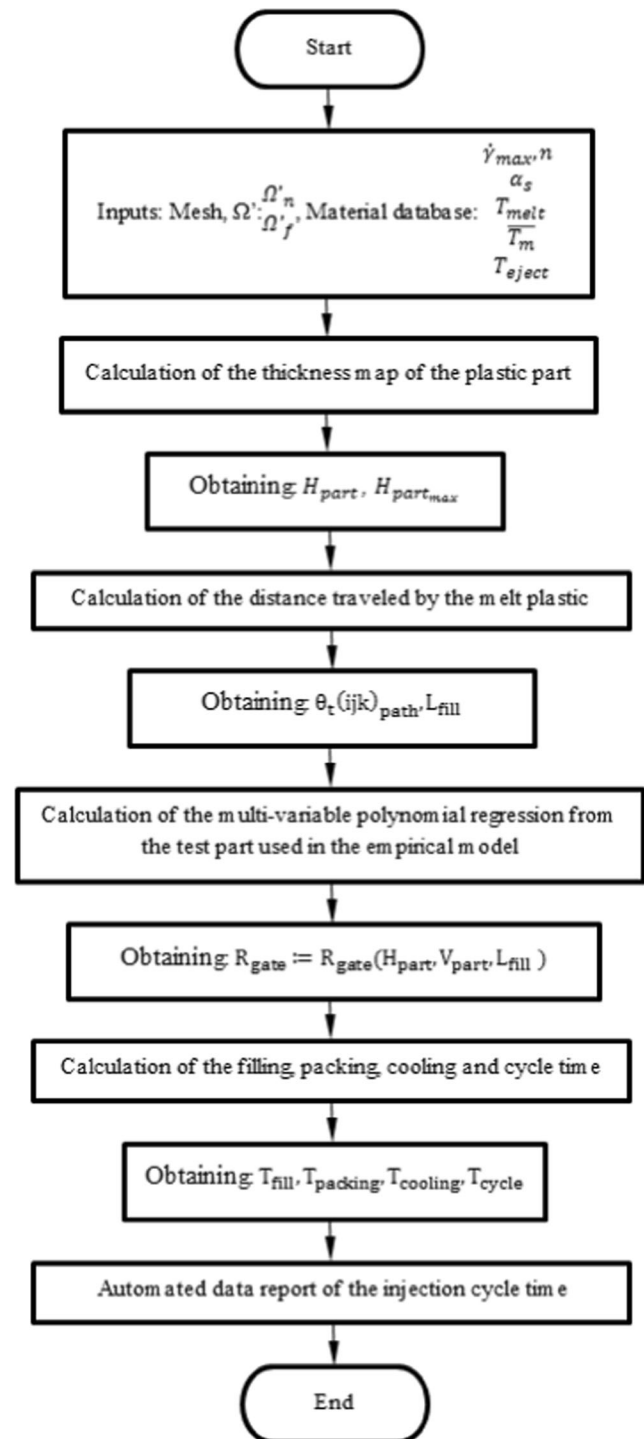 Start
γ̇max, n
αs
Inputs: Mesh, Ω': Ω'n Ω'f, Material database: Tmelt
T̅m
Teject
Calculation of the thickness map of the plastic part
Obtaining: Hpart, Hpartmax
Calculation of the distance traveled by the melt plastic
Obtaining: θt(ijk)path, Lfill
Calculation of the multi-variable polynomial regression from
the test part used in the empirical model
Obtaining: Rgate := Rgate(Hpart, Vpart, Lfill )
Calculation of the filling, packing, cooling and cycle time
Obtaining: Tfill, Tpacking, Tcooling, Tcycle
Automated data report of the injection cycle time
End